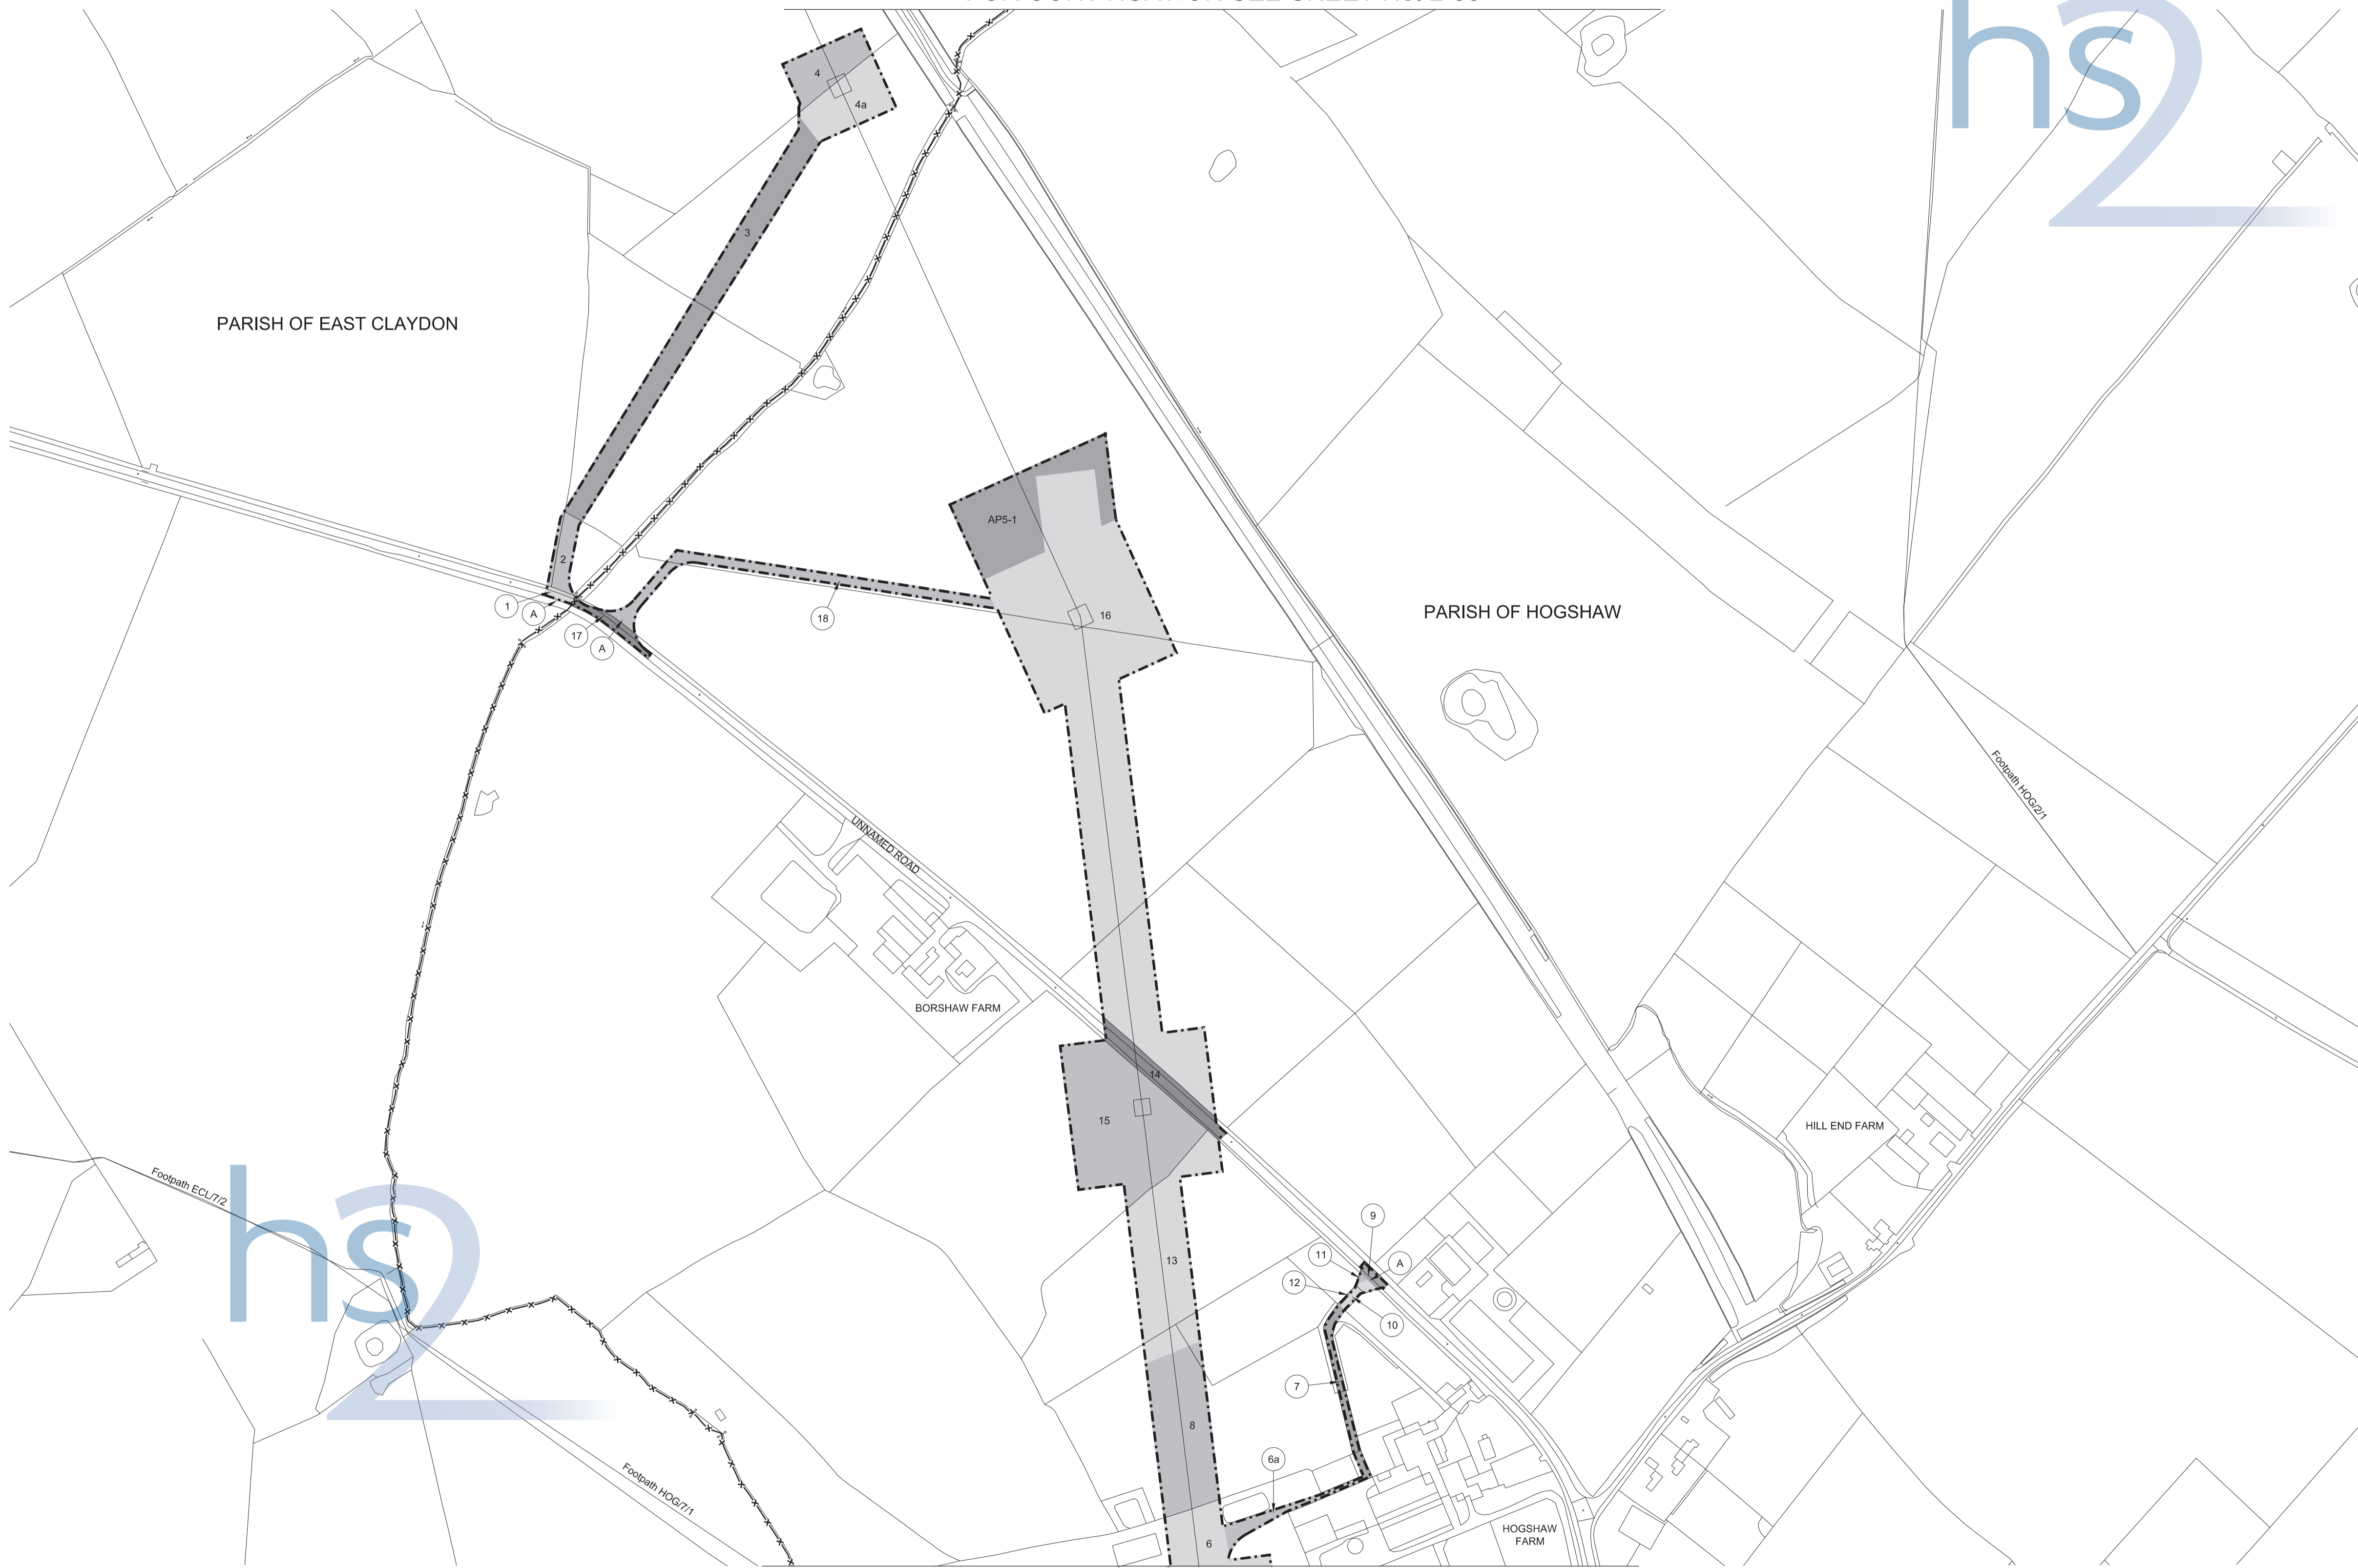 hs2
4
4a
3
PARISH OF EAST CLAYDON
AP5-1
2
1
A
17
A
18
16
PARISH OF HOGSHAW
Footpath HOG/2/1
UNNAMED ROAD
BORSHAW FARM
14
15
HILL END FARM
Footpath ECL/7/2
hs2
9
11
A
12
13
10
7
8
6a
Footpath HOG/7/1
6
HOGSHAW
FARM